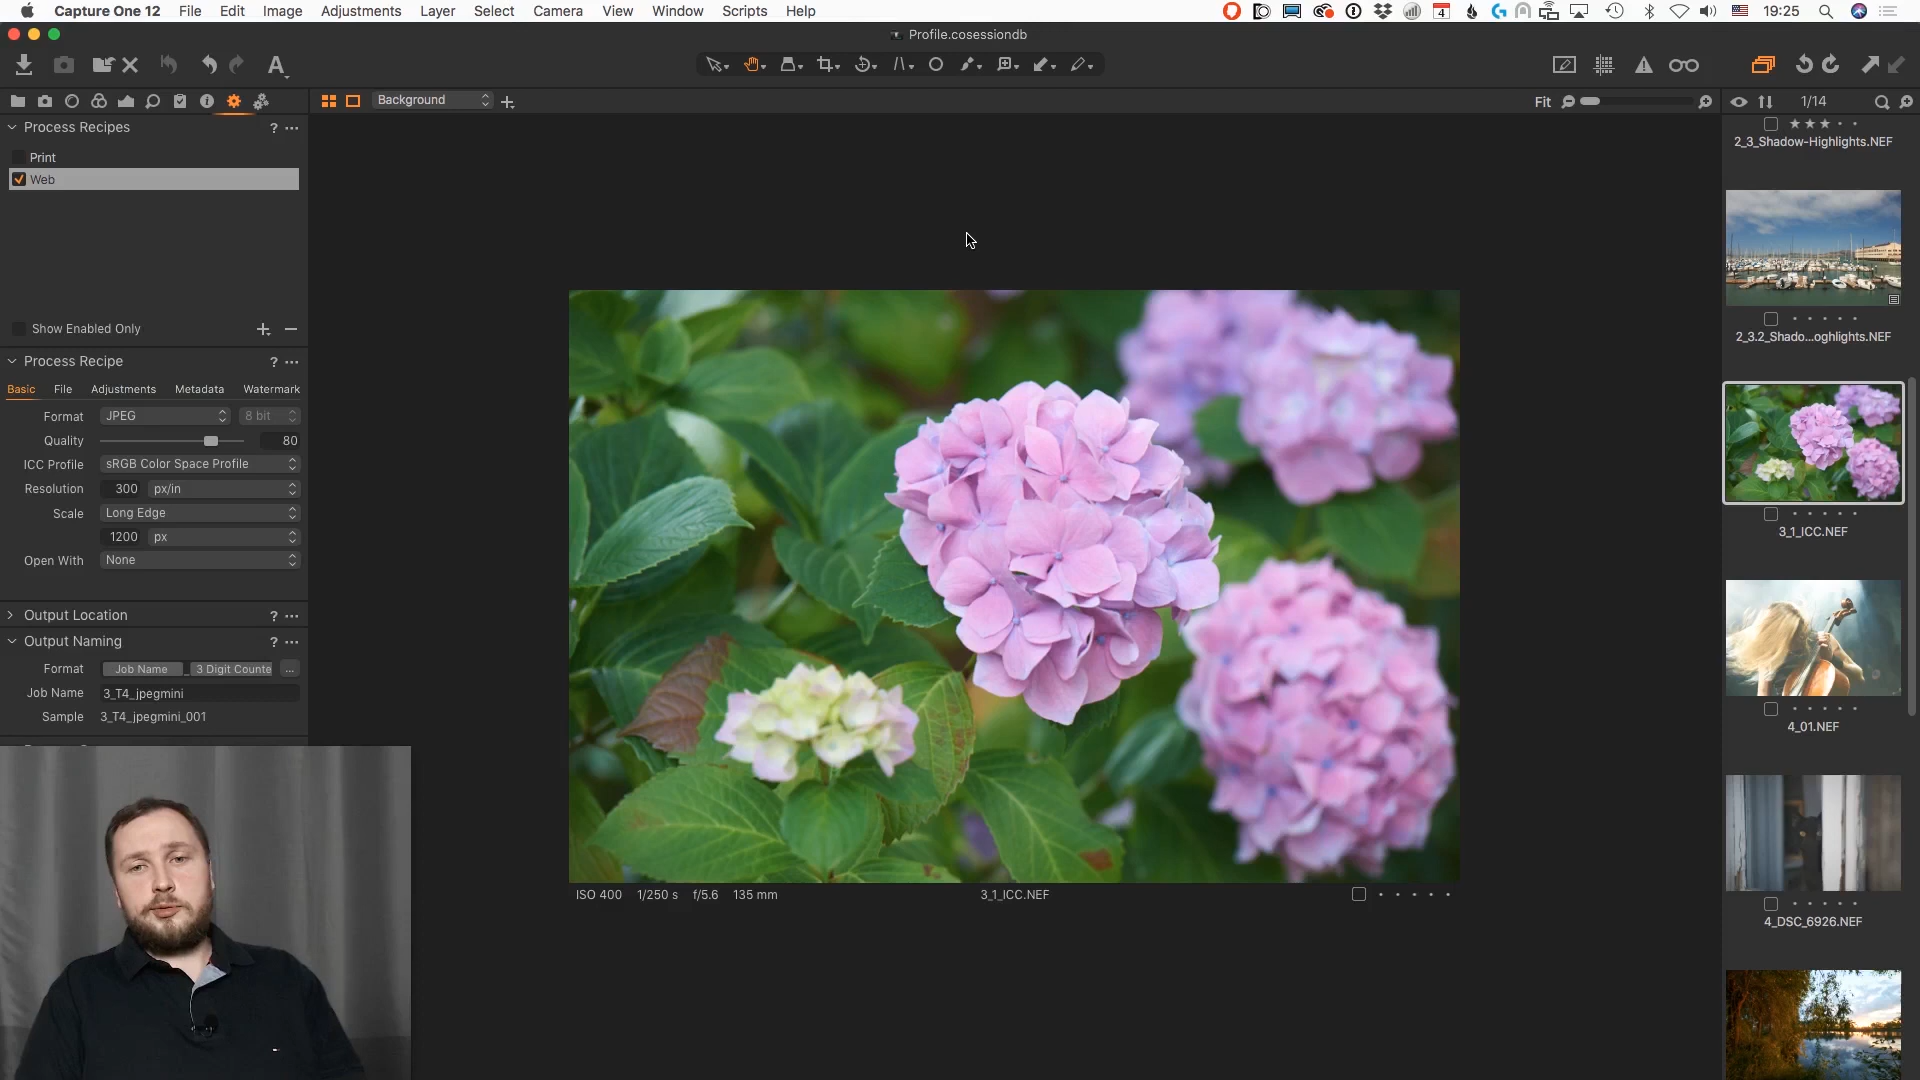 Capture One 12 File Edit Image Adjustments Layer Select Camera View Window Scripts Help 4 19:25
Profile.cosessiondb
A
Background
Fit
1/14
Process Recipes ? ...
Print
Web
Show Enabled Only
Process Recipe ? ...
Basic File Adjustments Metadata Watermark
Format JPEG 8 bit
Quality 80
ICC Profile sRGB Color Space Profile
Resolution 300 px/in
Scale Long Edge
1200 px
Open With None
Output Location ? ...
Output Naming ? ...
Format Job Name _ 3 Digit Counte ...
Job Name 3_T4_jpegmini
Sample 3_T4_jpegmini_001
ISO 400 1/250 s f/5.6 135 mm 3_1_ICC.NEF
2_3_Shadow-Highlights.NEF
2_3.2_Shado...oghlights.NEF
3_1_ICC.NEF
4_01.NEF
4_DSC_6926.NEF